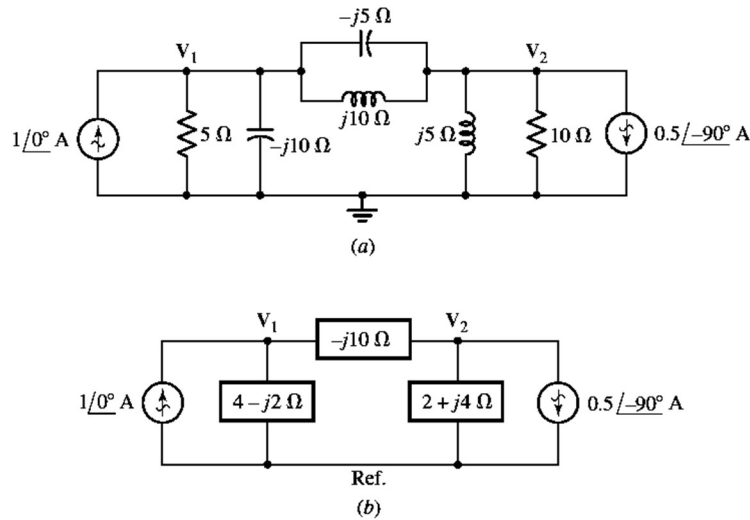 –j5 Ω
V₁
V₂
j10 Ω
1/0° A
5 Ω
–j10 Ω
j5 Ω
10 Ω
0.5/–90° A
(a)
V₁
–j10 Ω
V₂
1/0° A
4 – j2 Ω
2 + j4 Ω
0.5/–90° A
Ref.
(b)